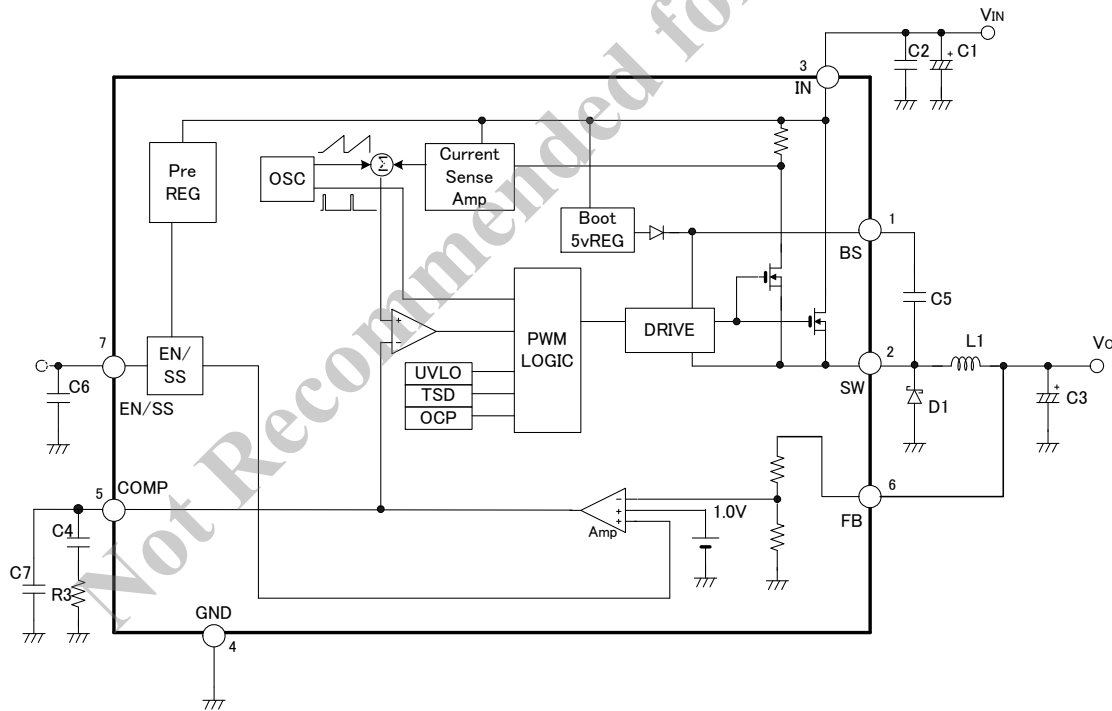 Not Recommended for
VIN
C2
+
C1
3
IN
Pre
REG
OSC
Σ
Current
Sense
Amp
Boot
5vREG
1
BS
C5
7
EN/
SS
EN/SS
C6
+
-
PWM
LOGIC
DRIVE
2
SW
L1
Vo
D1
+
C3
UVLO
TSD
OCP
5
COMP
C4
C7
R3
-
+
+
Amp
1.0V
6
FB
GND
4